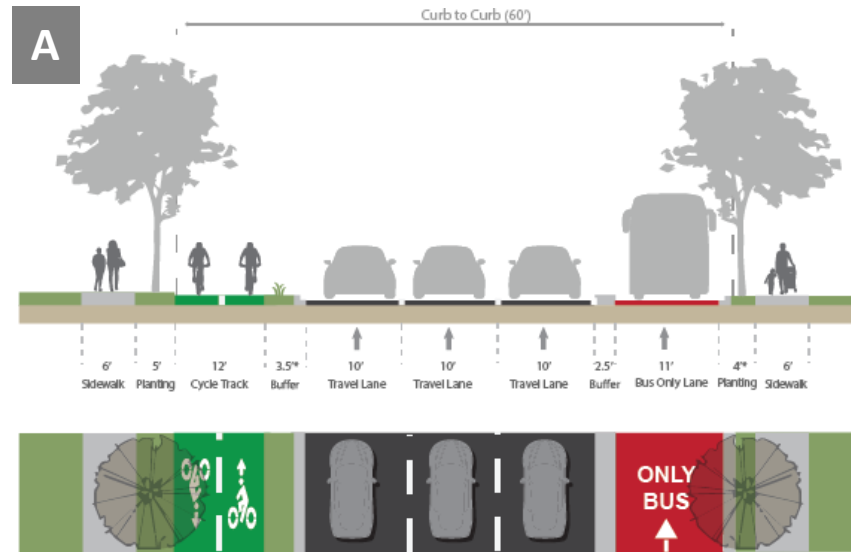 A
Curb to Curb (60')
6' 5' 12' 3.5'* 10' 10' 10' 2.5' 11' 4'* 6'
Sidewalk Planting Cycle Track Buffer Travel Lane Travel Lane Travel Lane Buffer Bus Only Lane Planting Sidewalk
ONLY
BUS